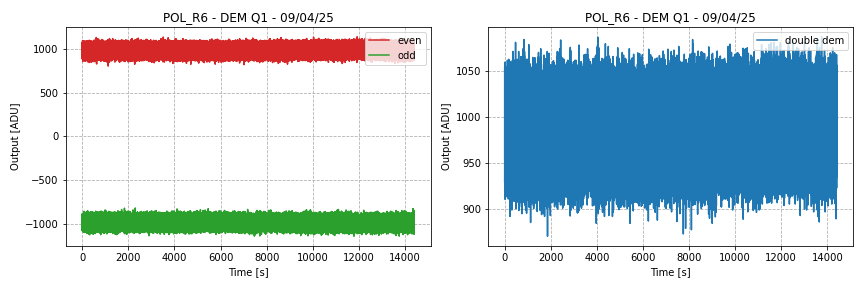 POL_R6 - DEM Q1 - 09/04/25
even
odd
1000
500
0
−500
−1000
Output [ADU]
0 2000 4000 6000 8000 10000 12000 14000
Time [s]
POL_R6 - DEM Q1 - 09/04/25
double dem
1050
1000
950
900
Output [ADU]
0 2000 4000 6000 8000 10000 12000 14000
Time [s]